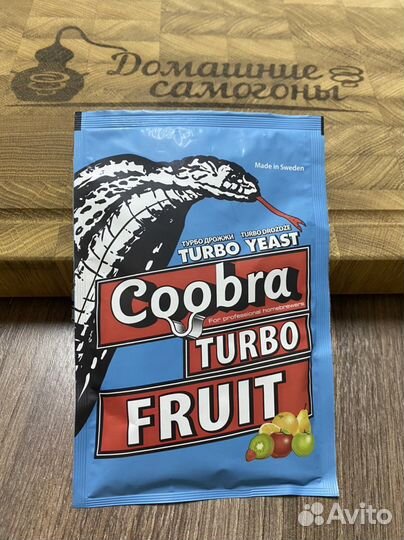 Домашние
самогоны
Made in Sweden
ТУРБО ДРОЖЖИ TURBO DROZDZE
TURBO YEAST
Coobra
For professional homebrewers
TURBO
FRUIT
Avito